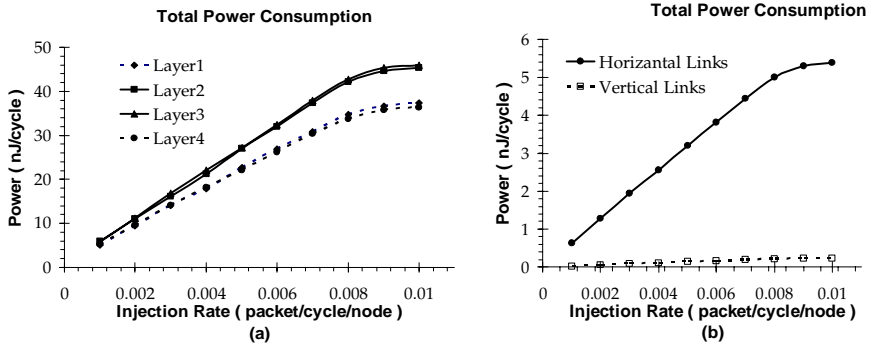 Total Power Consumption
50
40
30
20
10
0
Power ( nJ/cycle)
Layer1
Layer2
Layer3
Layer4
0 0.002 0.004 0.006 0.008 0.01
Injection Rate ( packet/cycle/node )
(a)
Total Power Consumption
6
5
4
3
2
1
0
Power ( nJ/cycle)
Horizantal Links
Vertical Links
0 0.002 0.004 0.006 0.008 0.01
Injection Rate ( packet/cycle/node )
(b)